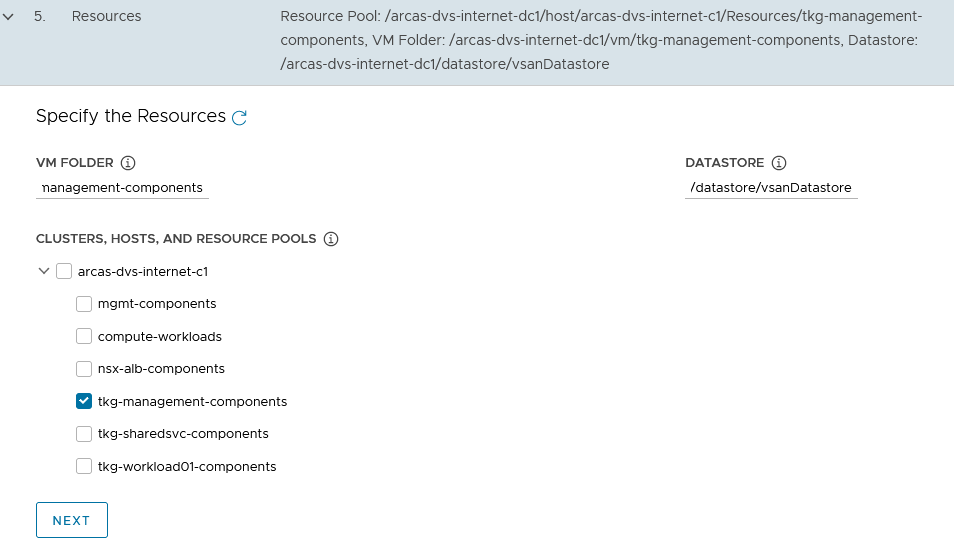 5. Resources Resource Pool: /arcas-dvs-internet-dc1/host/arcas-dvs-internet-c1/Resources/tkg-management-
components, VM Folder: /arcas-dvs-internet-dc1/vm/tkg-management-components, Datastore:
/arcas-dvs-internet-dc1/datastore/vsanDatastore
Specify the Resources
VM FOLDER DATASTORE
management-components /datastore/vsanDatastore
CLUSTERS, HOSTS, AND RESOURCE POOLS
arcas-dvs-internet-c1
mgmt-components
compute-workloads
nsx-alb-components
tkg-management-components
tkg-sharedsvc-components
tkg-workload01-components
NEXT